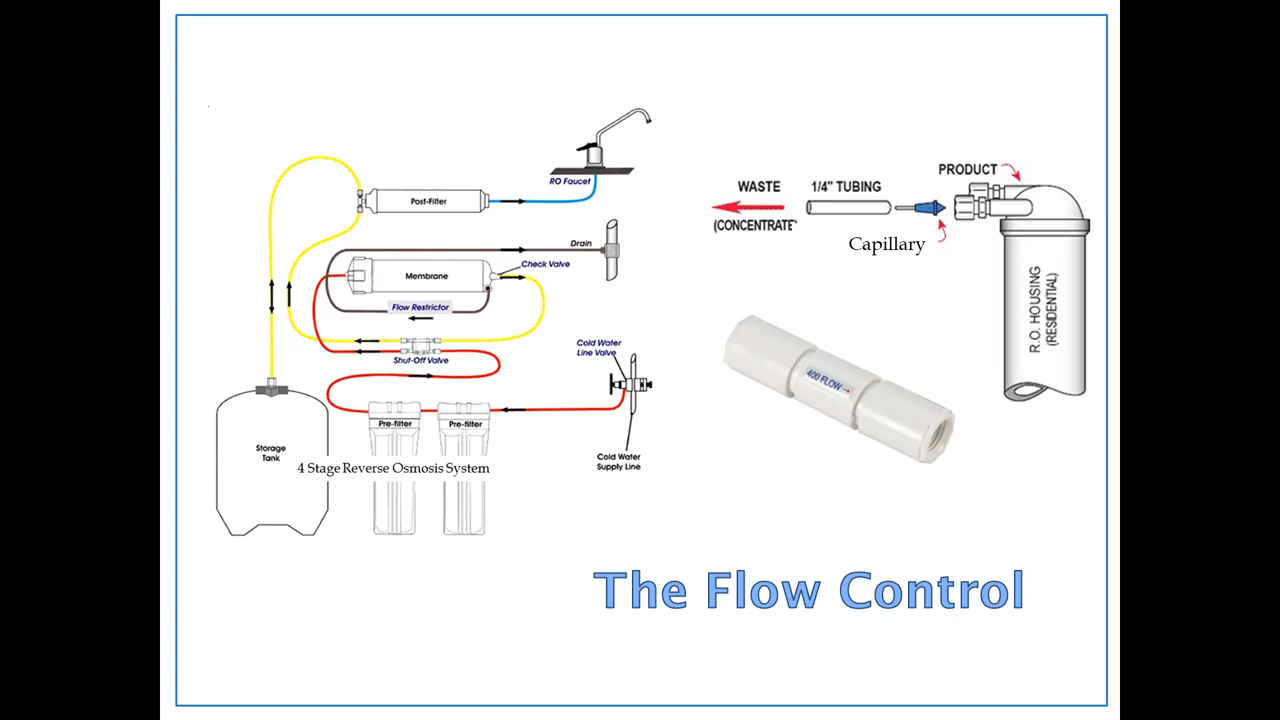 RO Faucet
Post-Filter
Drain
Check Valve
Membrane
Flow Restrictor
Shut-Off Valve
Cold Water
Line Valve
Pre-filter
Pre-filter
Storage
Tank
4 Stage Reverse Osmosis System
Cold Water
Supply Line
PRODUCT
WASTE
1/4" TUBING
(CONCENTRATE
Capillary
R.O. HOUSING
(RESIDENTIAL)
400 FLOW
The Flow Control